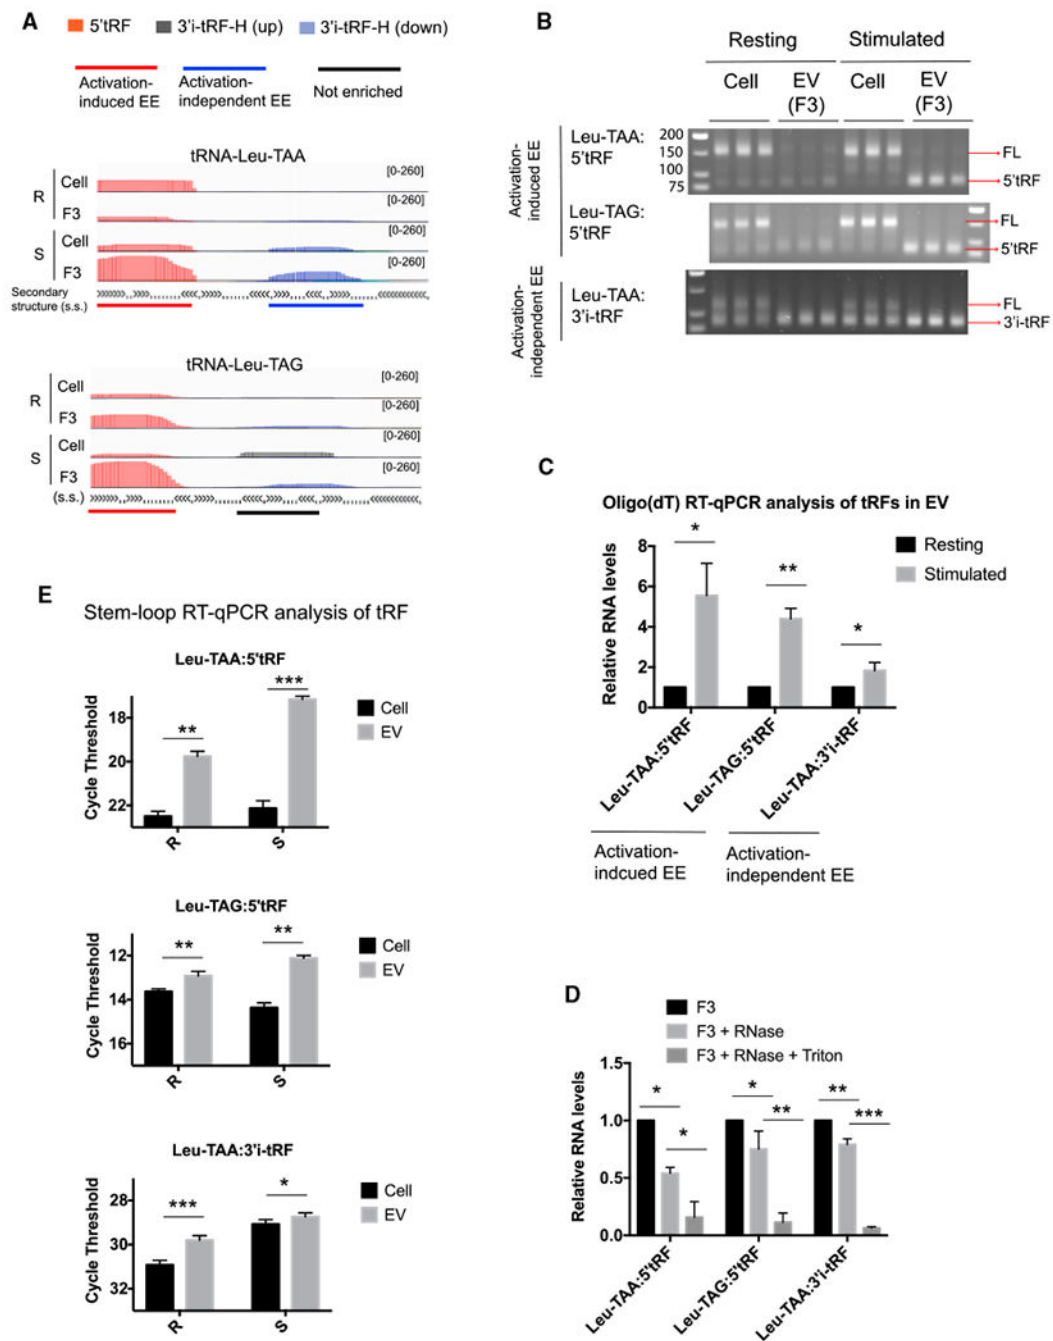 A
5'tRF 3'i-tRF-H (up) 3'i-tRF-H (down)
Activation-induced EE
Activation-independent EE
Not enriched
tRNA-Leu-TAA
R
Cell [0-260]
F3 [0-260]
S
Cell [0-260]
F3 [0-260]
Secondary structure (s.s.)
tRNA-Leu-TAG
R
Cell [0-260]
F3 [0-260]
S
Cell [0-260]
F3 [0-260]
(s.s.)
B
Resting Stimulated
Cell EV (F3) Cell EV (F3)
Activation-induced EE
Leu-TAA: 5'tRF
200
150
100
75
FL
5'tRF
Leu-TAG: 5'tRF
FL
5'tRF
Activation-independent EE
Leu-TAA: 3'i-tRF
FL
3'i-tRF
C
Oligo(dT) RT-qPCR analysis of tRFs in EV
Resting
Stimulated
Relative RNA levels
8
6
4
2
0
* ** *
Leu-TAA:5'tRF
Leu-TAG:5'tRF
Leu-TAA:3'i-tRF
Activation-indcued EE
Activation-independent EE
D
F3
F3 + RNase
F3 + RNase + Triton
Relative RNA levels
1.5
1.0
0.5
0.0
* * * ** ** ***
Leu-TAA:5'tRF
Leu-TAG:5'tRF
Leu-TAA:3'i-tRF
E
Stem-loop RT-qPCR analysis of tRF
Leu-TAA:5'tRF
Cycle Threshold
18
20
22
** ***
R S
Cell
EV
Leu-TAG:5'tRF
Cycle Threshold
12
14
16
** **
R S
Cell
EV
Leu-TAA:3'i-tRF
Cycle Threshold
28
30
32
*** *
R S
Cell
EV